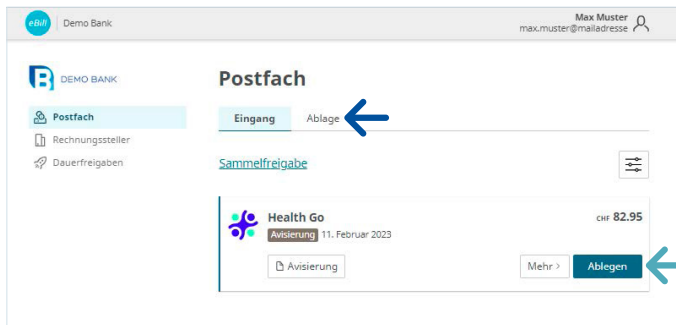 eBill Demo Bank
Max Muster
max.muster@mailadresse
DEMO BANK
Postfach
Rechnungssteller
Dauerfreigaben
Postfach
Eingang Ablage
Sammelfreigabe
Health Go CHF 82.95
Avisierung 11. Februar 2023
Avisierung Mehr > Ablegen